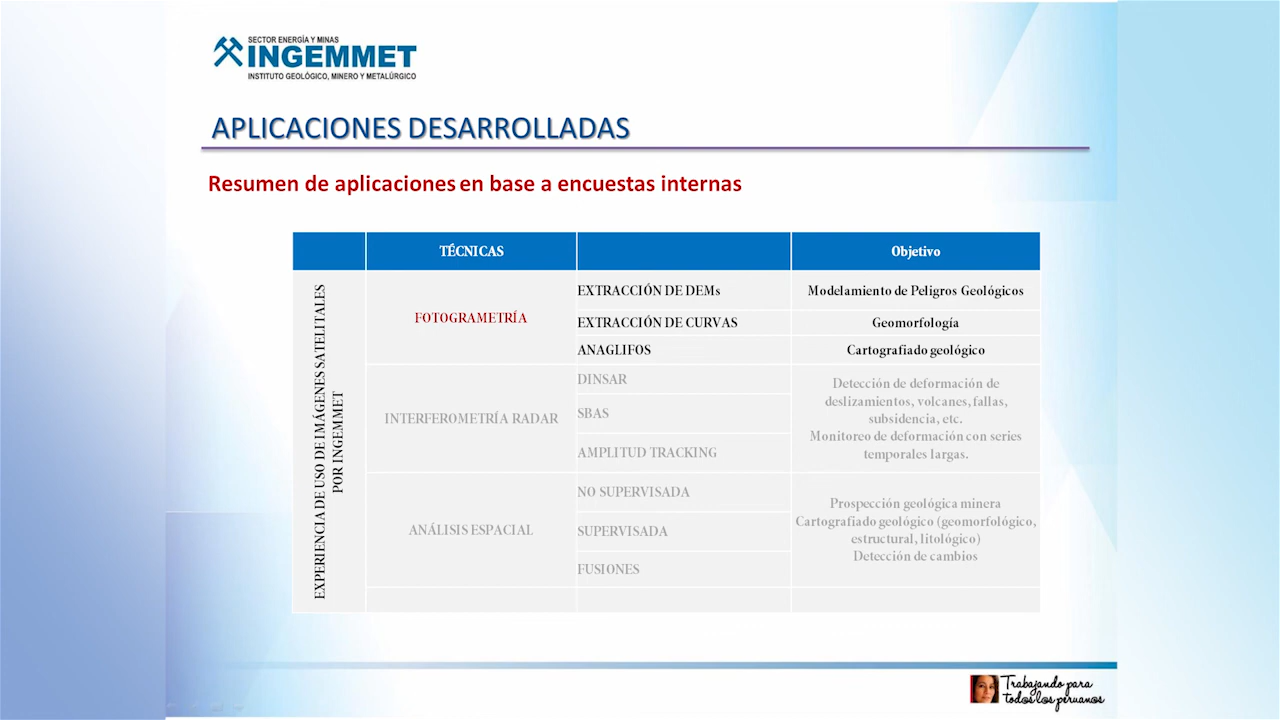 SECTOR ENERGÍA Y MINAS
INGEMMET
INSTITUTO GEOLÓGICO, MINERO Y METALÚRGICO
APLICACIONES DESARROLLADAS
Resumen de aplicaciones en base a encuestas internas
TÉCNICAS
Objetivo
EXPERIENCIA DE USO DE IMÁGENES SATELITALES
POR INGEMMET
FOTOGRAMETRÍA
EXTRACCIÓN DE DEMs
Modelamiento de Peligros Geológicos
EXTRACCIÓN DE CURVAS
Geomorfología
ANAGLIFOS
Cartografiado geológico
INTERFEROMETRÍA RADAR
DINSAR
SBAS
AMPLITUD TRACKING
Detección de deformación de
deslizamientos, volcanes, fallas,
subsidencia, etc.
Monitoreo de deformación con series
temporales largas.
ANÁLISIS ESPACIAL
NO SUPERVISADA
SUPERVISADA
FUSIONES
Prospección geológica minera
Cartografiado geológico (geomorfológico,
estructural, litológico)
Detección de cambios
Trabajando para
todos los peruanos